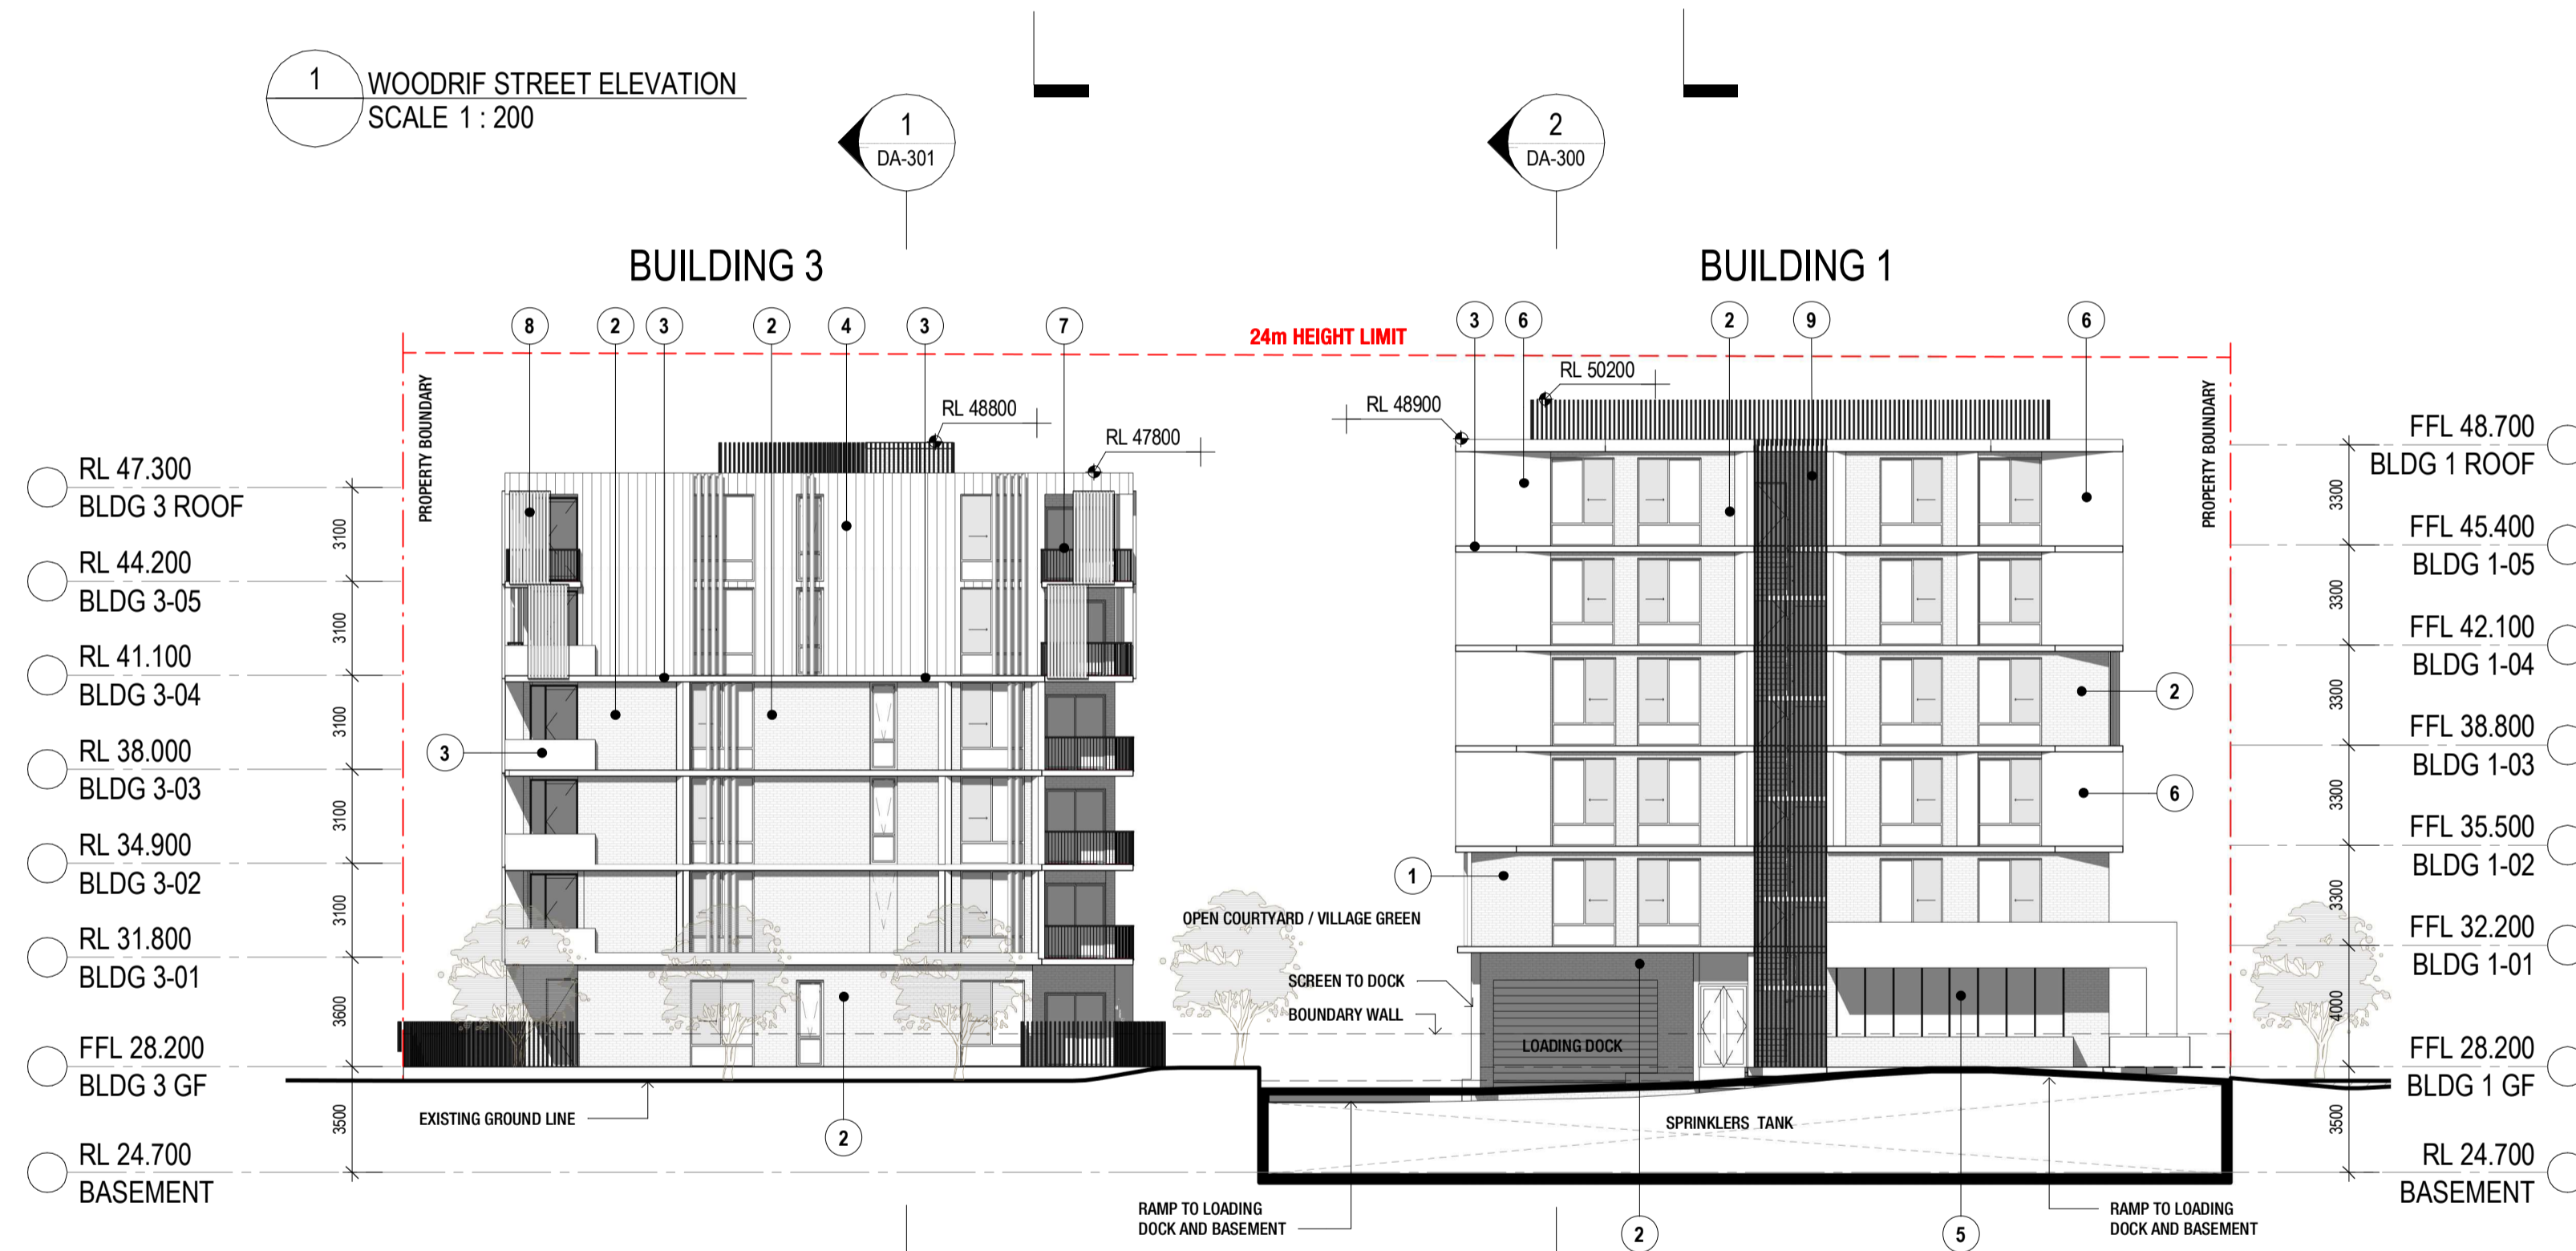 1
WOODRIF STREET ELEVATION
SCALE 1 : 200
1
DA-301
2
DA-300
BUILDING 3
BUILDING 1
8
2
3
2
4
3
7
24m HEIGHT LIMIT
3
6
2
9
6
PROPERTY BOUNDARY
PROPERTY BOUNDARY
RL 48800
RL 47800
RL 48900
RL 50200
RL 47.300
BLDG 3 ROOF
3100
RL 44.200
BLDG 3-05
3100
RL 41.100
BLDG 3-04
3100
RL 38.000
BLDG 3-03
3100
RL 34.900
BLDG 3-02
3100
RL 31.800
BLDG 3-01
3600
FFL 28.200
BLDG 3 GF
3500
RL 24.700
BASEMENT
3
2
EXISTING GROUND LINE
OPEN COURTYARD / VILLAGE GREEN
1
SCREEN TO DOCK
BOUNDARY WALL
LOADING DOCK
SPRINKLERS TANK
RAMP TO LOADING
DOCK AND BASEMENT
2
5
RAMP TO LOADING
DOCK AND BASEMENT
2
6
FFL 48.700
BLDG 1 ROOF
3300
FFL 45.400
BLDG 1-05
3300
FFL 42.100
BLDG 1-04
3300
FFL 38.800
BLDG 1-03
3300
FFL 35.500
BLDG 1-02
3300
FFL 32.200
BLDG 1-01
4000
FFL 28.200
BLDG 1 GF
3500
RL 24.700
BASEMENT